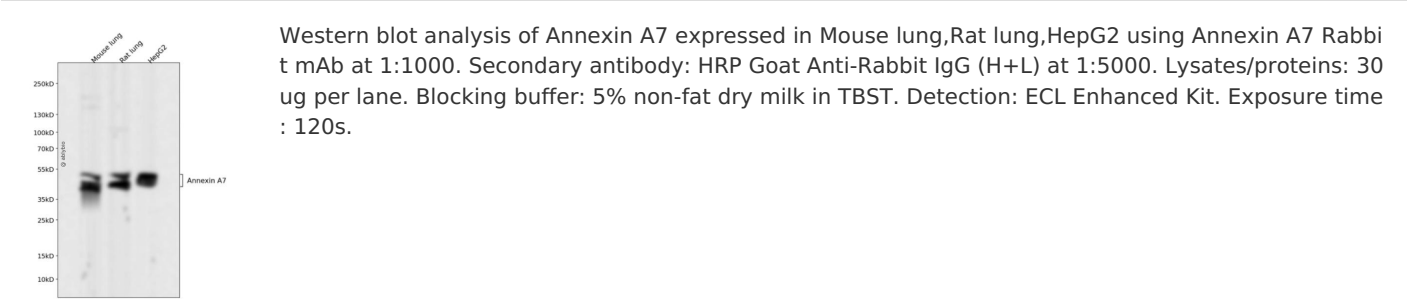 Mouse lung
Rat lung
HepG2
250kD
130kD
100kD
70kD
55kD
35kD
25kD
15kD
10kD
@ abyboo
Annexin A7
Western blot analysis of Annexin A7 expressed in Mouse lung,Rat lung,HepG2 using Annexin A7 Rabbi
t mAb at 1:1000. Secondary antibody: HRP Goat Anti-Rabbit IgG (H+L) at 1:5000. Lysates/proteins: 30
ug per lane. Blocking buffer: 5% non-fat dry milk in TBST. Detection: ECL Enhanced Kit. Exposure time
: 120s.